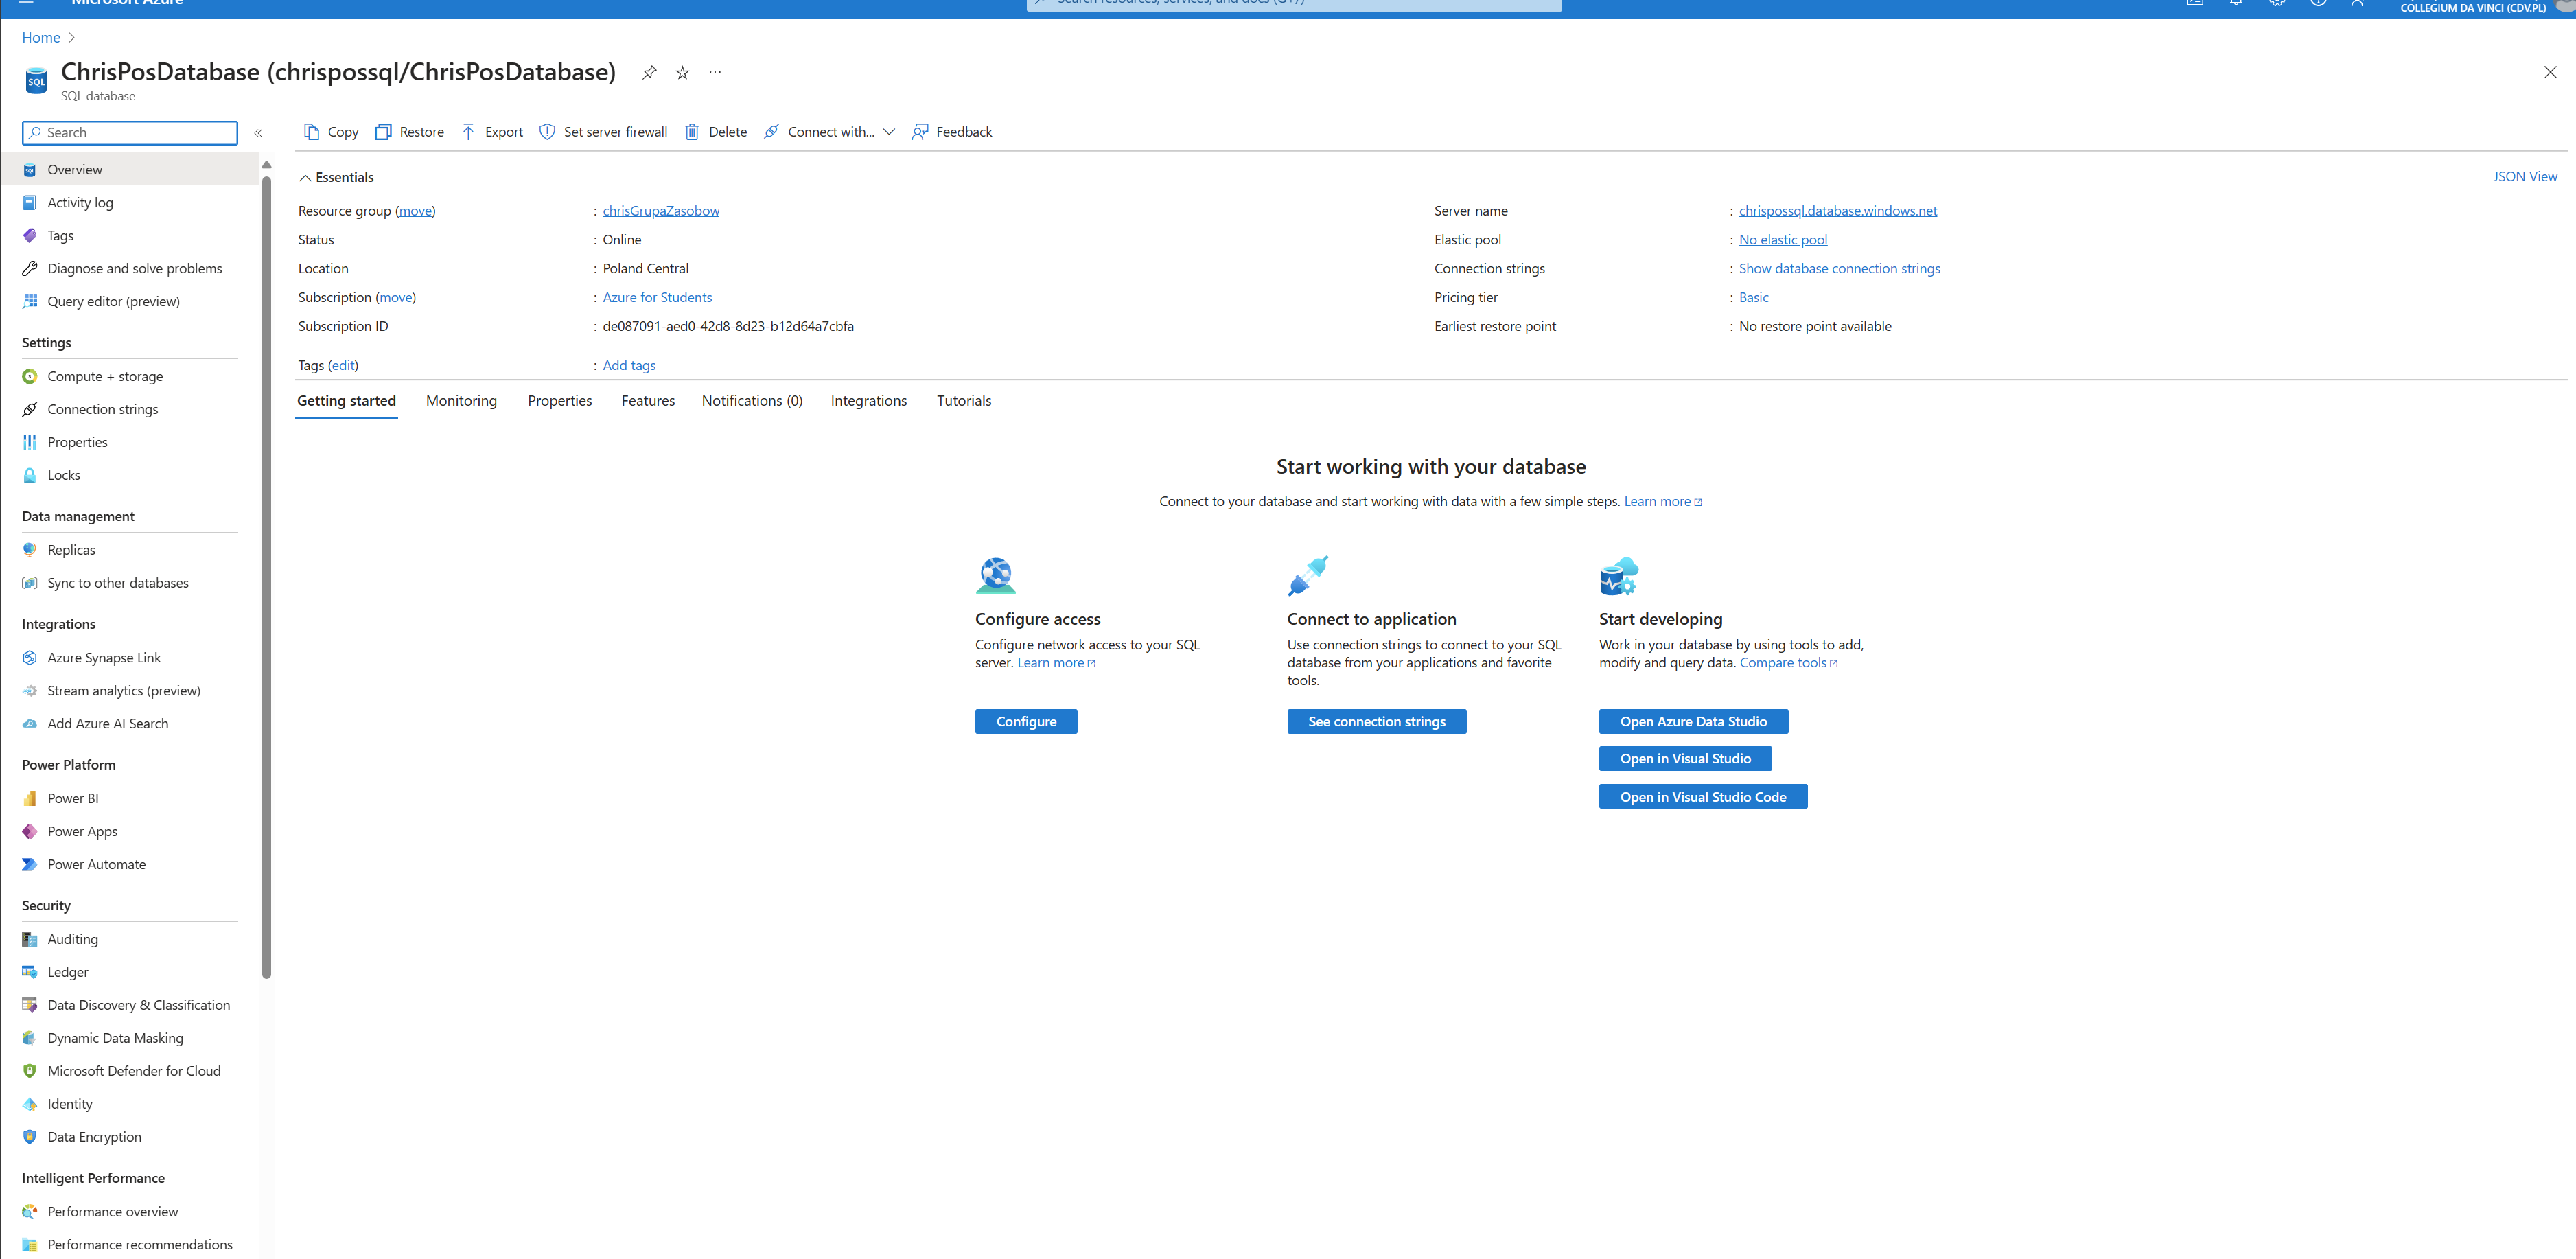 Microsoft Azure
Search resources, services, and docs (G+/)
COLLEGIUM DA VINCI (CDV.PL)
Home
ChrisPosDatabase (chrispossql/ChrisPosDatabase)
SQL database
Search
Copy Restore Export Set server firewall Delete Connect with... Feedback
Overview
Activity log
Tags
Diagnose and solve problems
Query editor (preview)
Settings
Compute + storage
Connection strings
Properties
Locks
Data management
Replicas
Sync to other databases
Integrations
Azure Synapse Link
Stream analytics (preview)
Add Azure AI Search
Power Platform
Power BI
Power Apps
Power Automate
Security
Auditing
Ledger
Data Discovery & Classification
Dynamic Data Masking
Microsoft Defender for Cloud
Identity
Data Encryption
Intelligent Performance
Performance overview
Performance recommendations
Essentials
JSON View
Resource group (move) : chrisGrupaZasobow
Status : Online
Location : Poland Central
Subscription (move) : Azure for Students
Subscription ID : de087091-aed0-42d8-8d23-b12d64a7cbfa
Tags (edit) : Add tags
Server name : chrispossql.database.windows.net
Elastic pool : No elastic pool
Connection strings : Show database connection strings
Pricing tier : Basic
Earliest restore point : No restore point available
Getting started Monitoring Properties Features Notifications (0) Integrations Tutorials
Start working with your database
Connect to your database and start working with data with a few simple steps. Learn more
Configure access
Configure network access to your SQL
server. Learn more
Configure
Connect to application
Use connection strings to connect to your SQL
database from your applications and favorite
tools.
See connection strings
Start developing
Work in your database by using tools to add,
modify and query data. Compare tools
Open Azure Data Studio
Open in Visual Studio
Open in Visual Studio Code